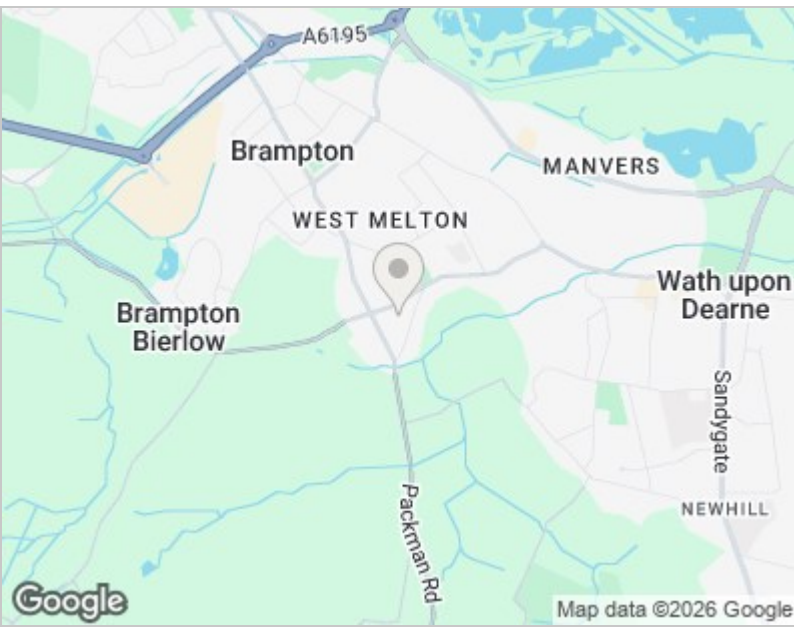 A6195
Brampton
MANVERS
WEST MELTON
Wath upon
Dearne
Brampton
Bierlow
Sandygate
Packman Rd
NEWHILL
Google
Map data ©2026 Google